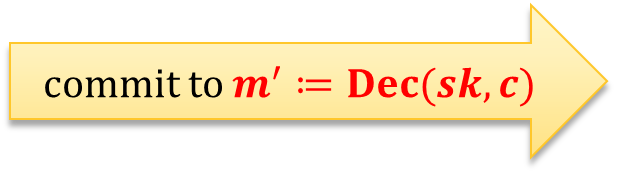 commit to m′ ≔ Dec(sk, c)